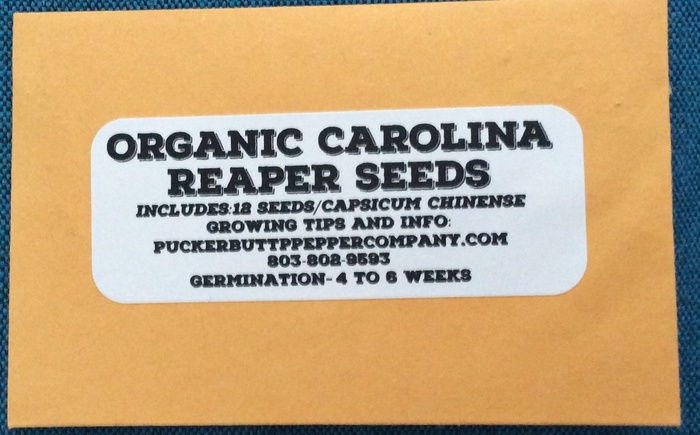 ORGANIC CAROLINA
REAPER SEEDS
INCLUDES:12 SEEDS/CAPSICUM CHINENSE
GROWING TIPS AND INFO:
PUCKERBUTTPPEPPERCOMPANY.COM
803-802-9593
GERMINATION- 4 TO 6 WEEKS